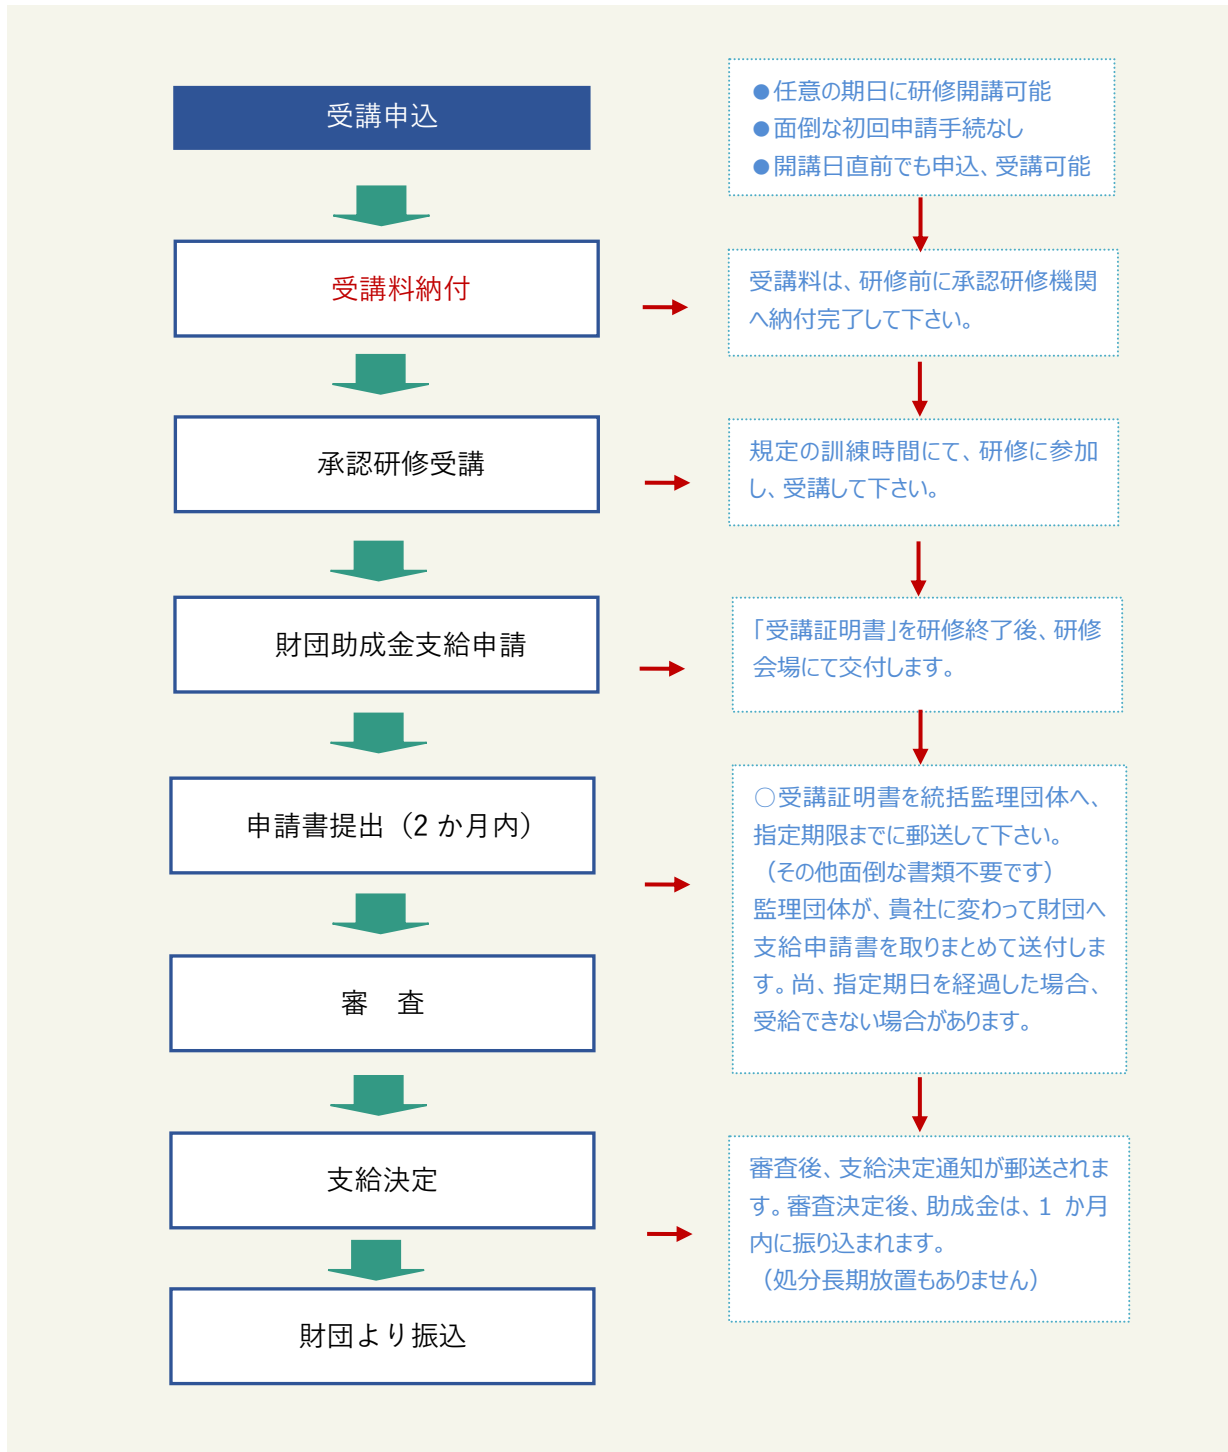 受講申込
●任意の期日に研修開講可能
●面倒な初回申請手続なし
●開講日直前でも申込、受講可能
受講料納付
受講料は、研修前に承認研修機関
へ納付完了して下さい。
承認研修受講
規定の訓練時間にて、研修に参加
し、受講して下さい。
財団助成金支給申請
「受講証明書」を研修終了後、研修
会場にて交付します。
申請書提出（2 か月内）
○受講証明書を統括監理団体へ、
指定期限までに郵送して下さい。
（その他面倒な書類不要です）
監理団体が、貴社に変わって財団へ
支給申請書を取りまとめて送付しま
す。尚、指定期日を経過した場合、
受給できない場合があります。
審　査
支給決定
審査後、支給決定通知が郵送されま
す。審査決定後、助成金は、1 か月
内に振り込まれます。
（処分長期放置もありません）
財団より振込